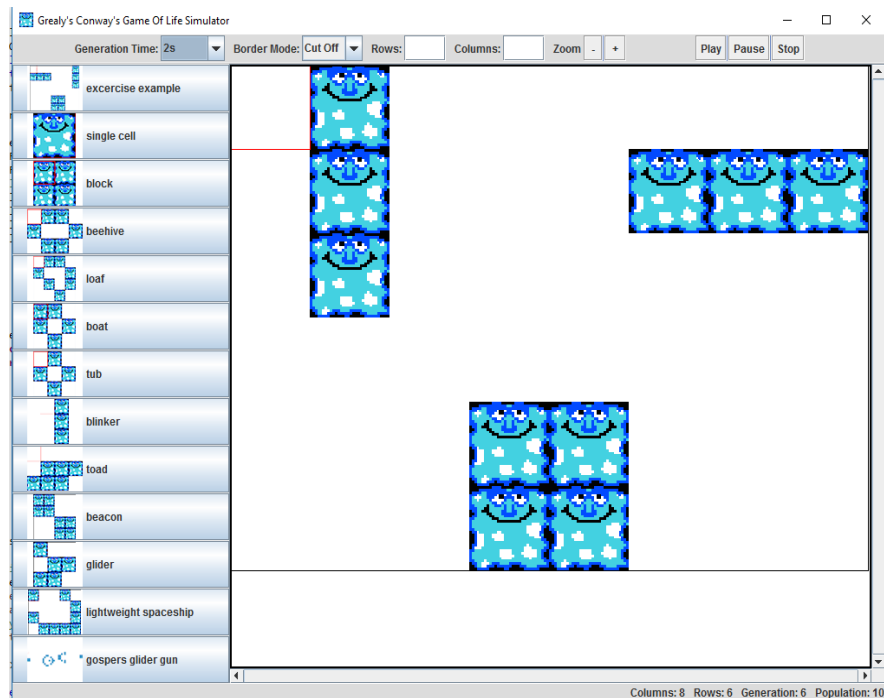 Grealy's Conway's Game Of Life Simulator
Generation Time: 2s Border Mode: Cut Off Rows: Columns: Zoom - + Play Pause Stop
excercise example
single cell
block
beehive
loaf
boat
tub
blinker
toad
beacon
glider
lightweight spaceship
gospers glider gun
Columns: 8 Rows: 6 Generation: 6 Population: 10